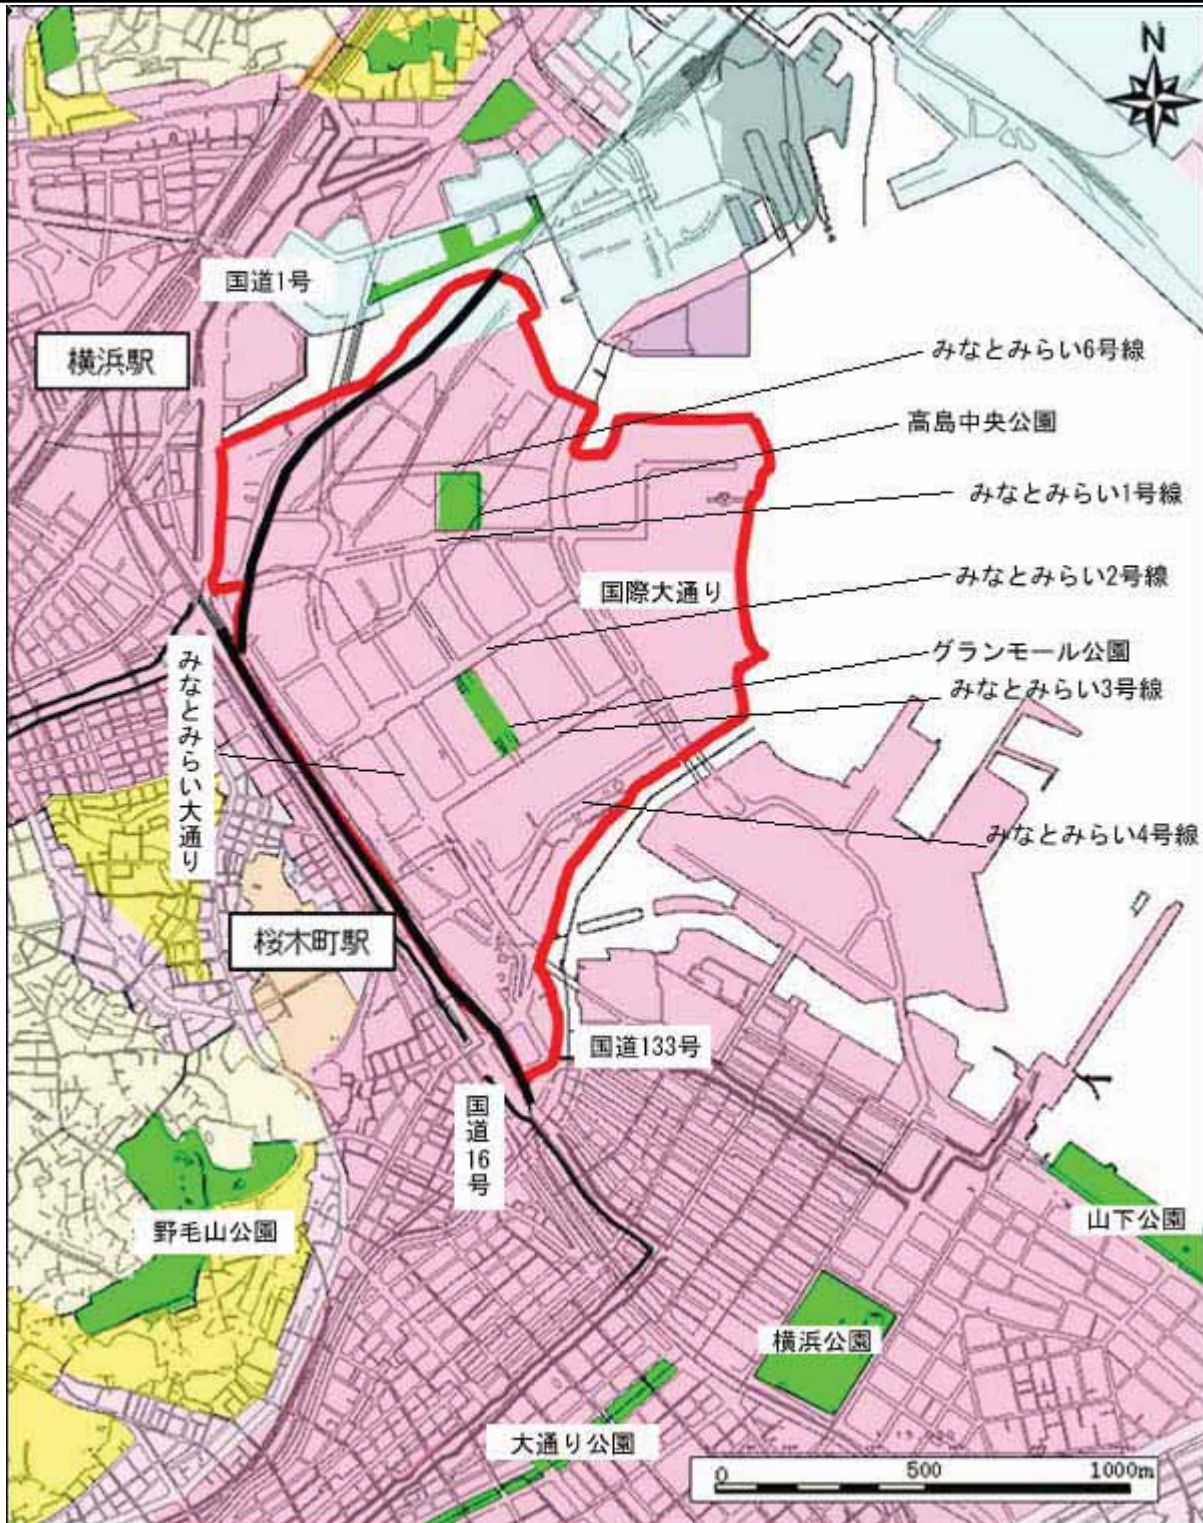 N
国道1号
横浜駅
みなとみらい6号線
高島中央公園
みなとみらい1号線
国際大通り
みなとみらい2号線
グランモール公園
みなとみらい3号線
みなとみらい大通り
みなとみらい4号線
桜木町駅
国道133号
国道16号
野毛山公園
山下公園
横浜公園
大通り公園
0 500 1000m